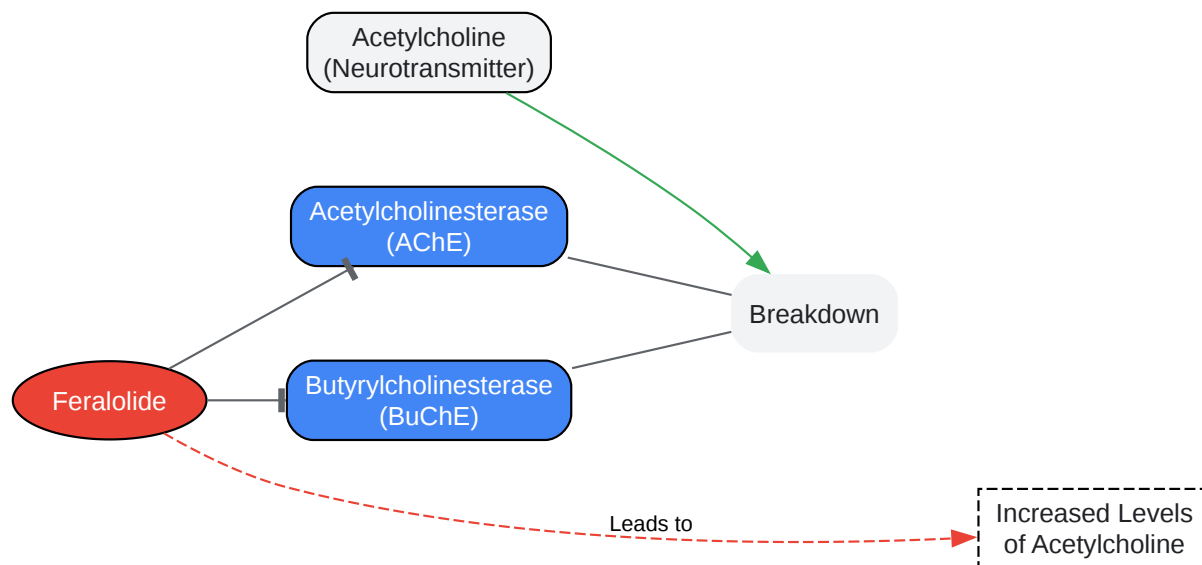 Acetylcholine
(Neurotransmitter)
Acetylcholinesterase
(AChE)
Breakdown
Butyrylcholinesterase
(BuChE)
Feralolide
Leads to
Increased Levels
of Acetylcholine